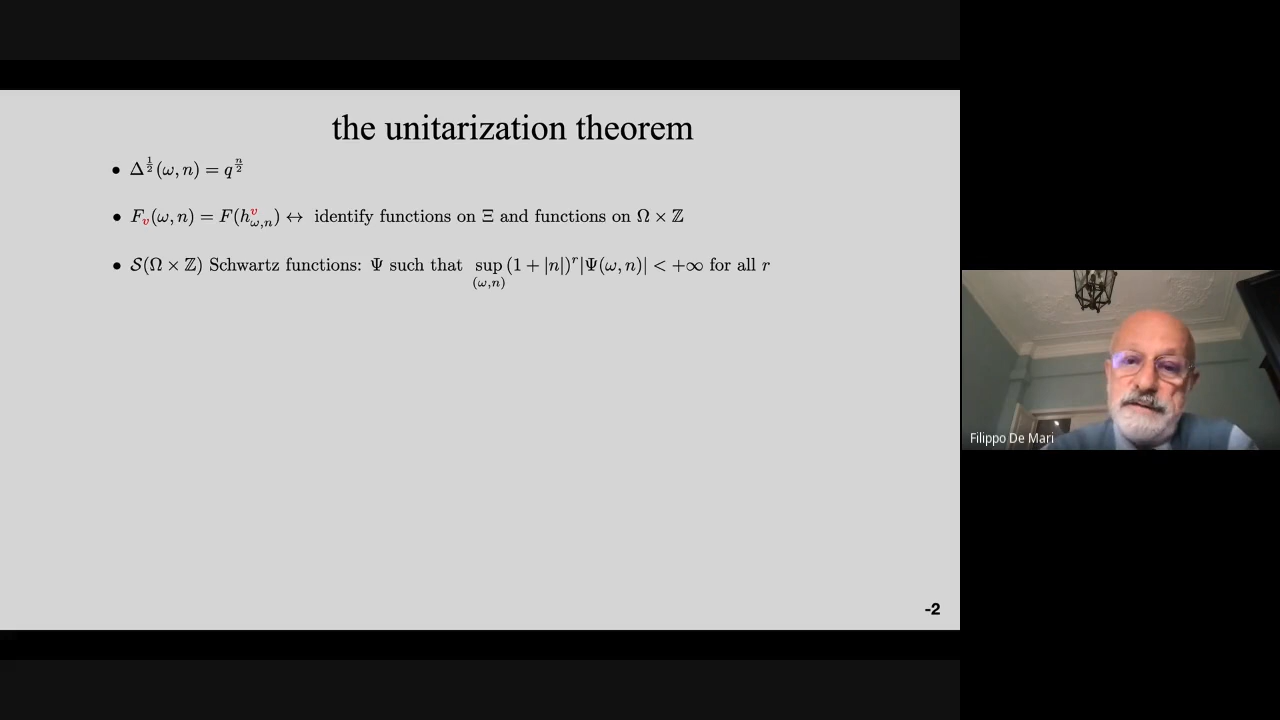 the unitarization theorem
• Δ^{1/2}(ω, n) = q^{n/2}
• F_v(ω, n) = F(h^v_{ω,n}) ↔ identify functions on Ξ and functions on Ω × ℤ
• 𝒮(Ω × ℤ) Schwartz functions: Ψ such that sup_{(ω,n)} (1 + |n|)^r |Ψ(ω, n)| < +∞ for all r
Filippo De Mari
-2